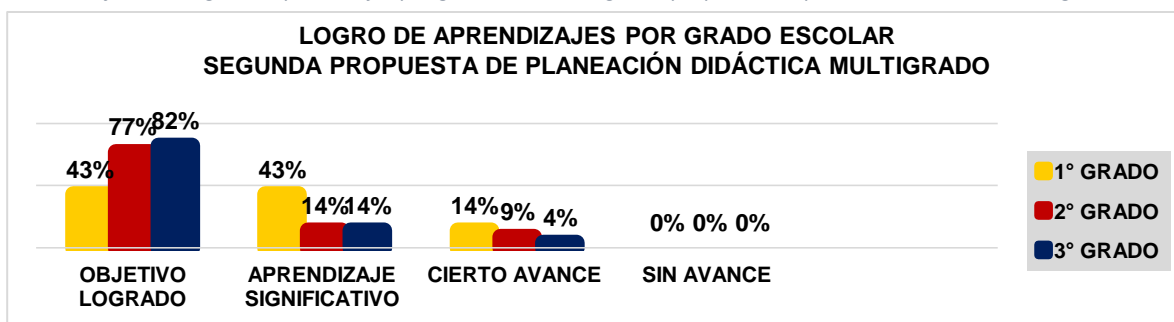 LOGRO DE APRENDIZAJES POR GRADO ESCOLAR
SEGUNDA PROPUESTA DE PLANEACIÓN DIDÁCTICA MULTIGRADO
43% 77% 82%
43% 14% 14%
14% 9% 4%
0% 0% 0%
OBJETIVO
LOGRADO
APRENDIZAJE
SIGNIFICATIVO
CIERTO AVANCE
SIN AVANCE
1° GRADO
2° GRADO
3° GRADO